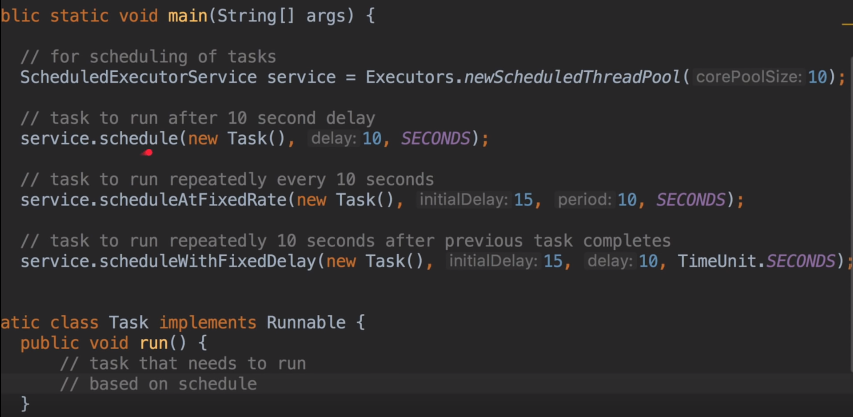 blic static void main(String[] args) {
// for scheduling of tasks
ScheduledExecutorService service = Executors.newScheduledThreadPool( corePoolSize: 10);
// task to run after 10 second delay
service.schedule(new Task(), delay: 10, SECONDS);
// task to run repeatedly every 10 seconds
service.scheduleAtFixedRate(new Task(), initialDelay: 15, period: 10, SECONDS);
// task to run repeatedly 10 seconds after previous task completes
service.scheduleWithFixedDelay(new Task(), initialDelay: 15, delay: 10, TimeUnit.SECONDS);
atic class Task implements Runnable {
public void run() {
// task that needs to run
// based on schedule
}